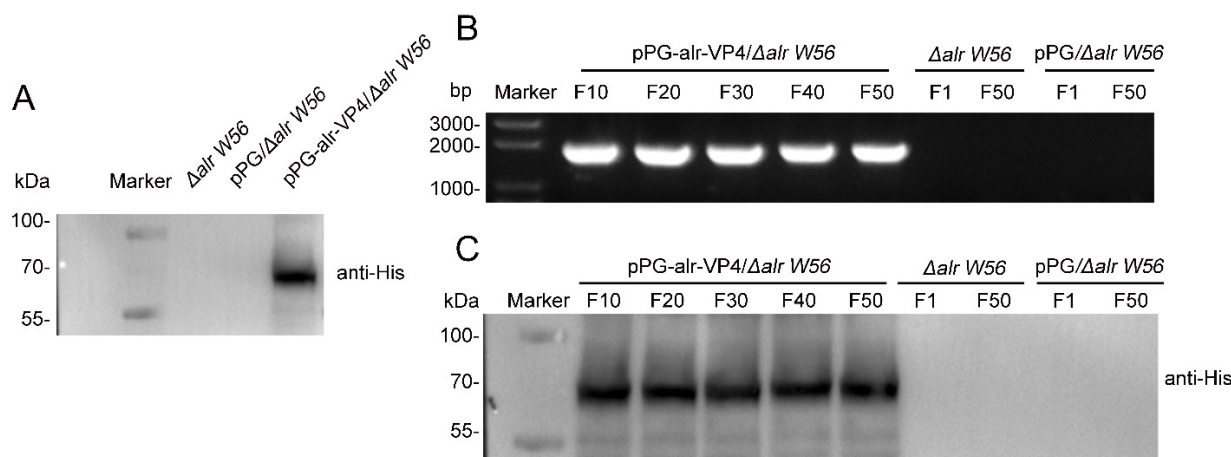 A
kDa
Marker
Δalr W56
pPG/Δalr W56
pPG-alr-VP4/Δalr W56
100-
70-
55-
anti-His
B
pPG-alr-VP4/Δalr W56 Δalr W56 pPG/Δalr W56
bp Marker F10 F20 F30 F40 F50 F1 F50 F1 F50
3000-
2000-
1000-
C
pPG-alr-VP4/Δalr W56 Δalr W56 pPG/Δalr W56
kDa Marker F10 F20 F30 F40 F50 F1 F50 F1 F50
100-
70-
55-
anti-His